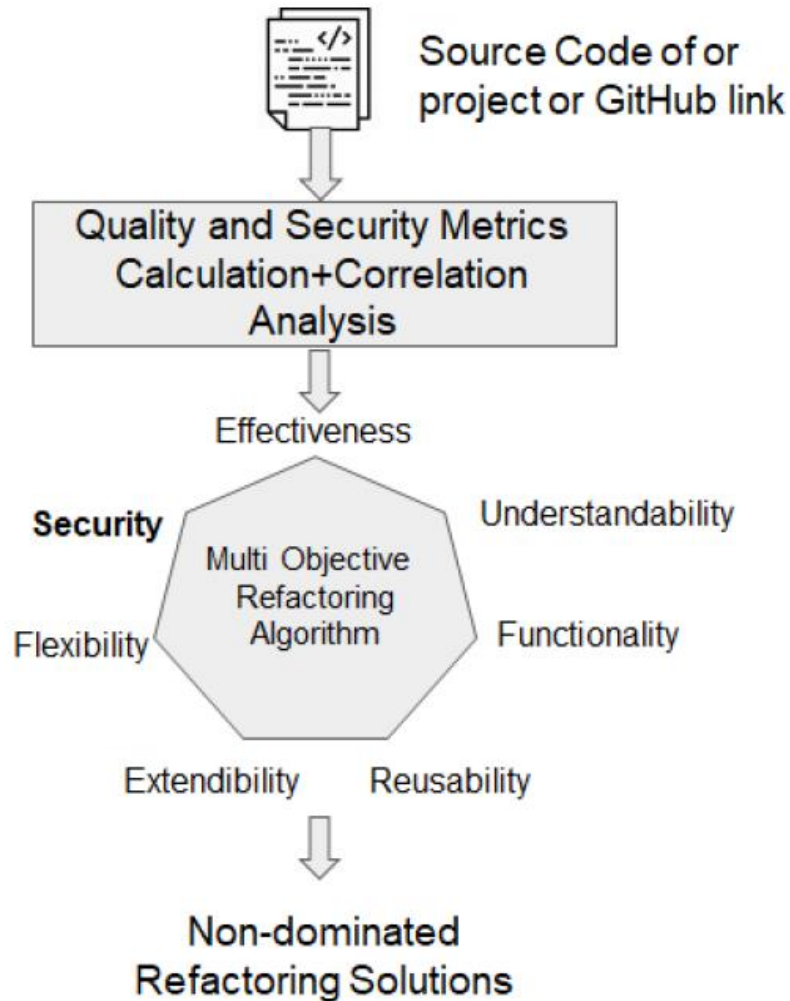 </>
Source Code of or
project or GitHub link
Quality and Security Metrics
Calculation+Correlation
Analysis
Effectiveness
Security
Understandability
Multi Objective
Refactoring
Algorithm
Flexibility
Functionality
Extendibility
Reusability
Non-dominated
Refactoring Solutions